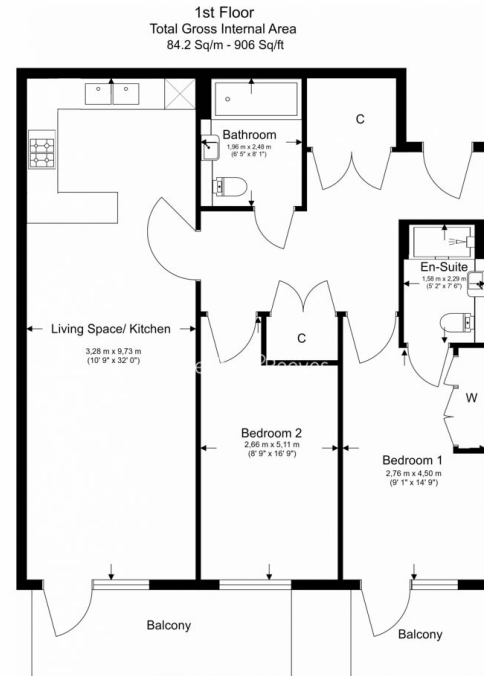 1st Floor
Total Gross Internal Area
84.2 Sq/m - 906 Sq/ft
C
Bathroom
1,96 m x 2,48 m
(6' 5" x 8' 1")
En-Suite
1,58 m x 2,29 m
(5' 2" x 7' 6")
Living Space/ Kitchen
3,28 m x 9,73 m
(10' 9" x 32' 0")
C
W
Bedroom 2
2,66 m x 5,11 m
(8' 9" x 16' 9")
Bedroom 1
2,76 m x 4,50 m
(9' 1" x 14' 9")
Balcony
Balcony